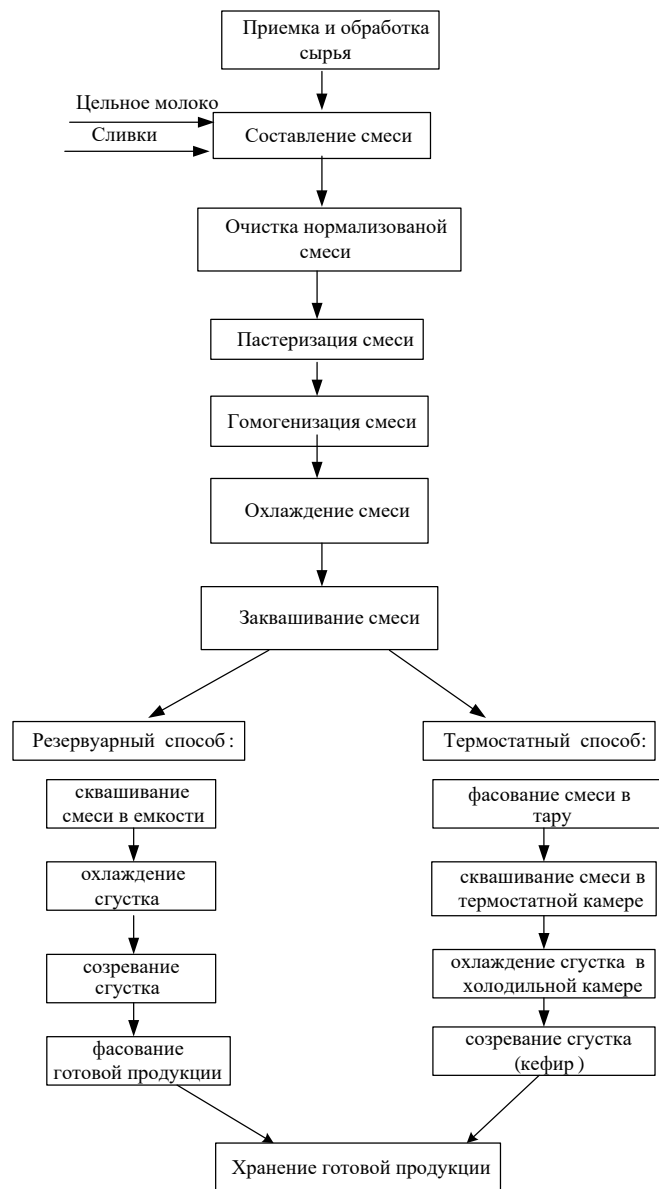 Приемка и обработка
сырья
Цельное молоко
Сливки
Составление смеси
Очистка нормализованой
смеси
Пастеризация смеси
Гомогенизация смеси
Охлаждение смеси
Заквашивание смеси
Резервуарный способ:
сквашивание
смеси в емкости
охлаждение
сгустка
созревание
сгустка
фасование
готовой продукции
Термостатный способ:
фасование смеси в
тару
сквашивание смеси в
термостатной камере
охлаждение сгустка в
холодильной камере
созревание сгустка
(кефир)
Хранение готовой продукции